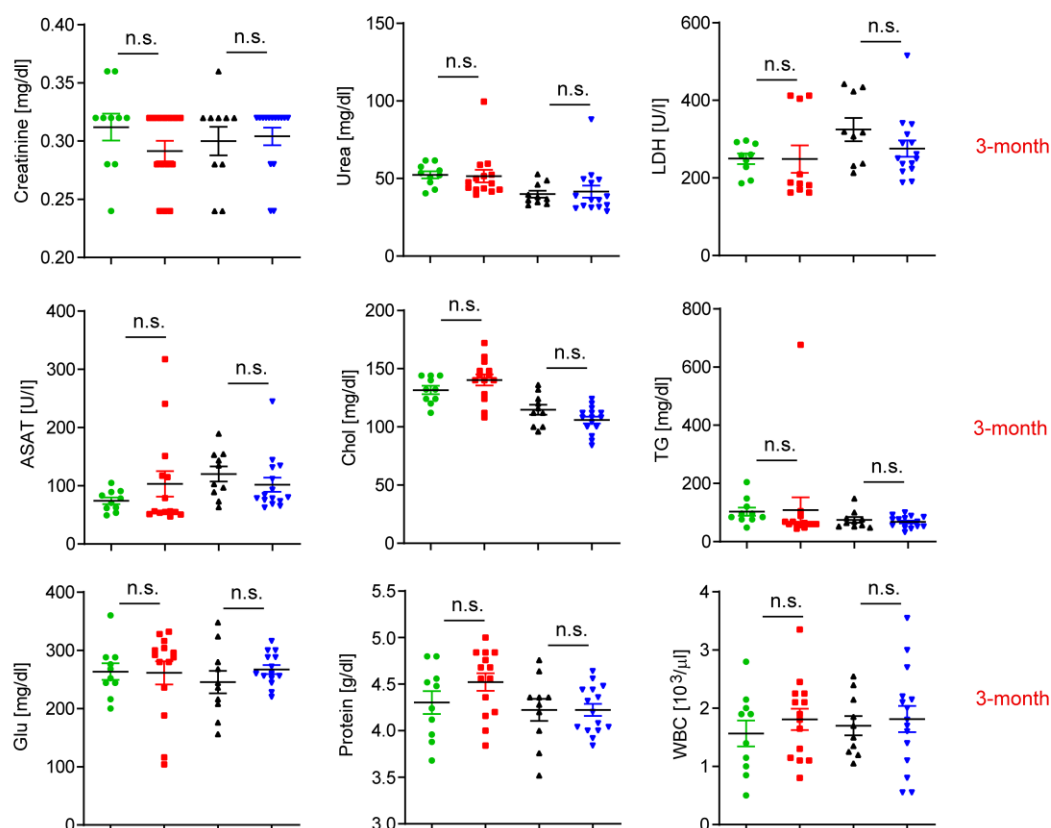 0.40
0.35
0.30
0.25
0.20
Creatinine [mg/dl]
n.s.
n.s.
150
100
50
0
Urea [mg/dl]
n.s.
n.s.
600
400
200
0
LDH [U/l]
n.s.
n.s.
3-month
400
300
200
100
0
ASAT [U/l]
n.s.
n.s.
200
150
100
50
0
Chol [mg/dl]
n.s.
n.s.
800
600
400
200
0
TG [mg/dl]
n.s.
n.s.
3-month
400
300
200
100
0
Glu [mg/dl]
n.s.
n.s.
5.5
5.0
4.5
4.0
3.5
3.0
Protein [g/dl]
n.s.
n.s.
4
3
2
1
0
WBC [10³/µl]
n.s.
n.s.
3-month